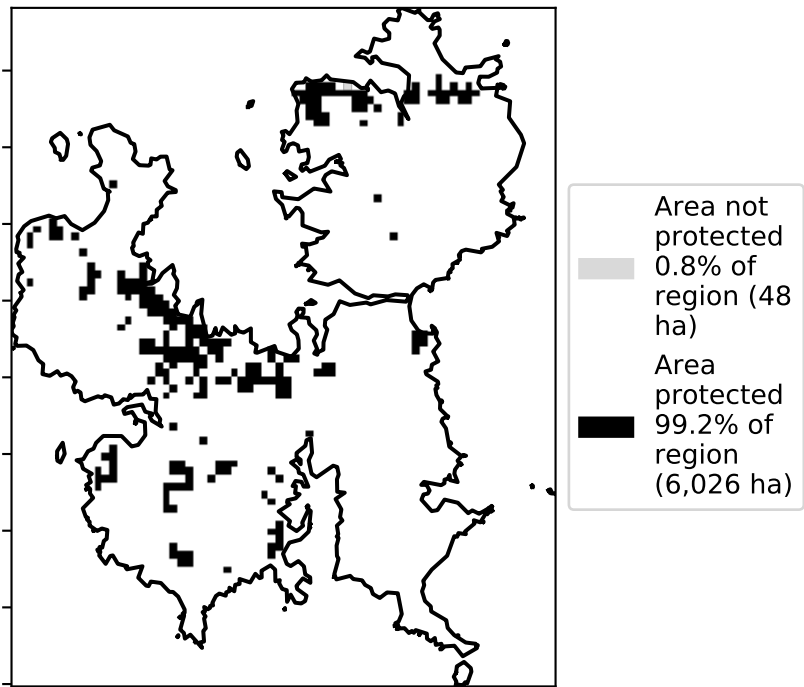 Area not
protected
0.8% of
region (48
ha)
Area
protected
99.2% of
region
(6,026 ha)